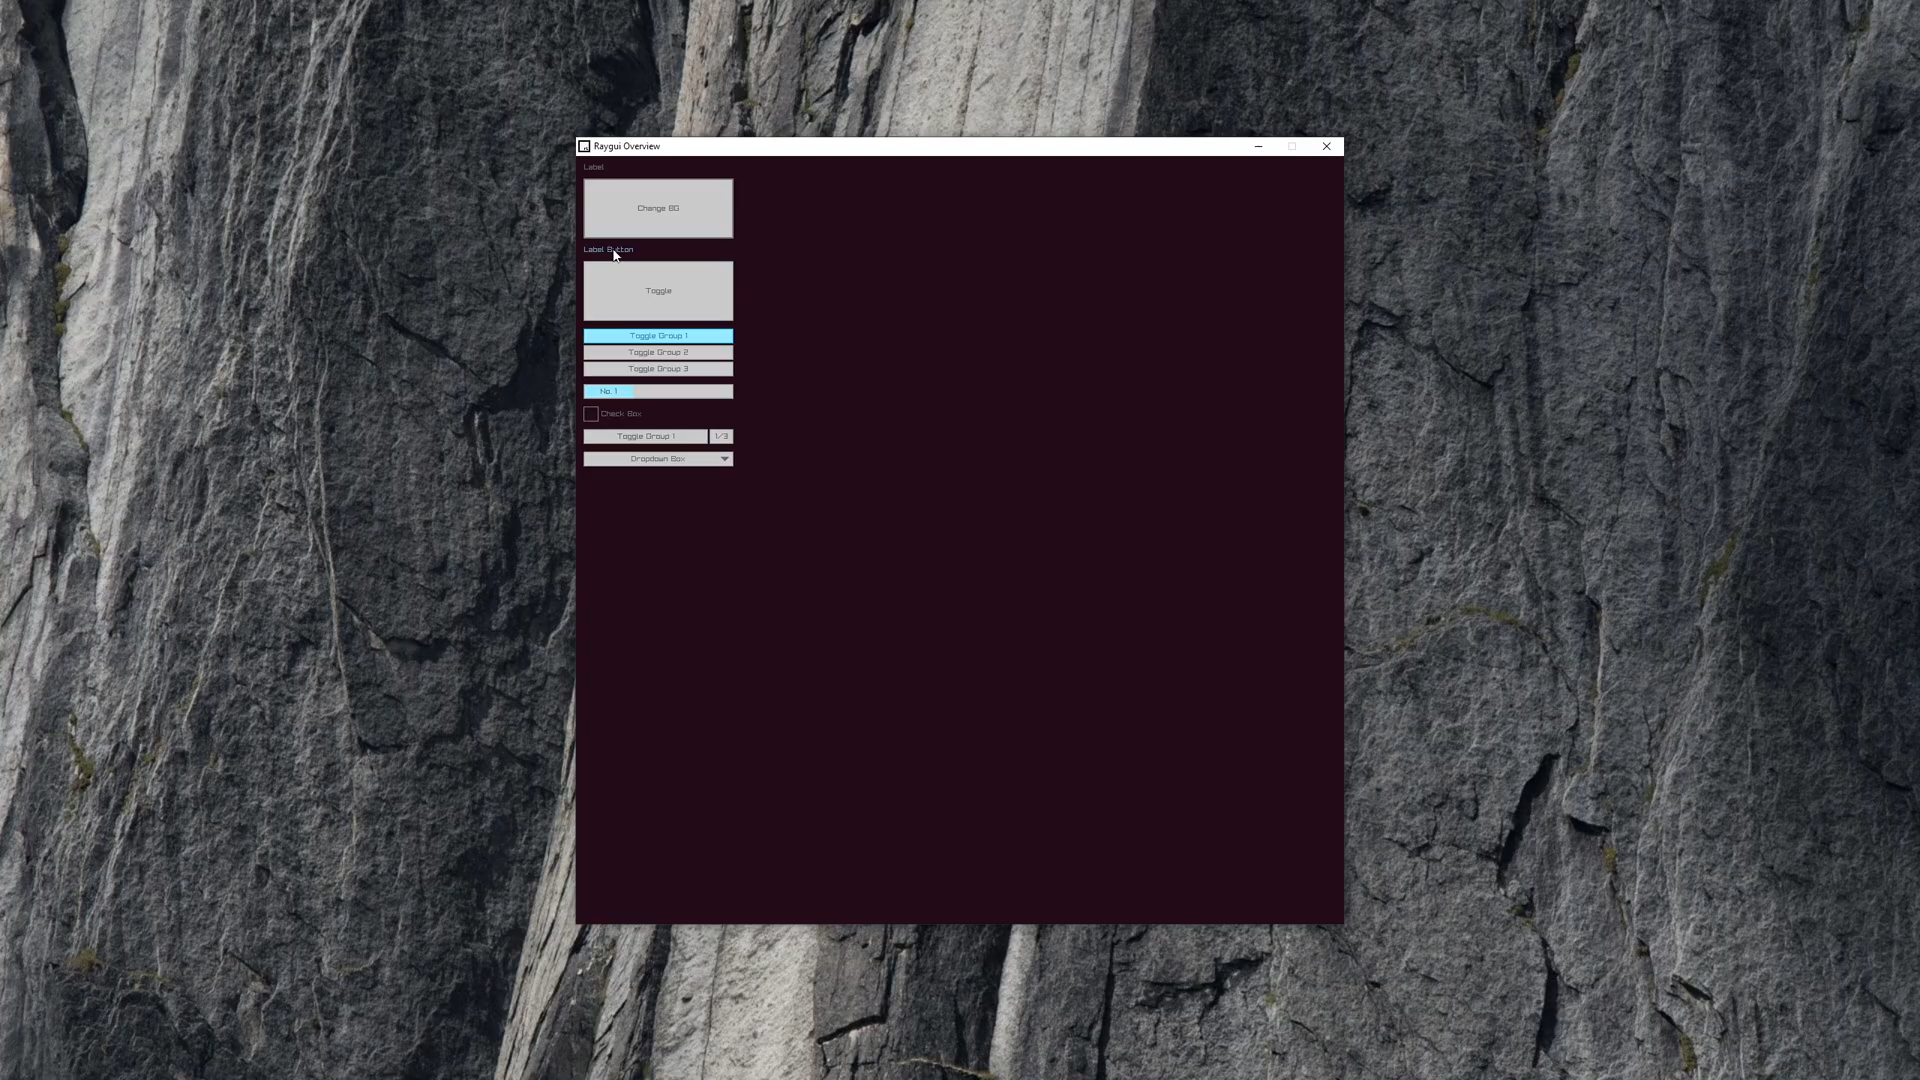 Raygui Overview
Label
Change BG
Label Button
Toggle
Toggle Group 1
Toggle Group 2
Toggle Group 3
No. 1
Check Box
Toggle Group 1 1/3
Dropdown Box